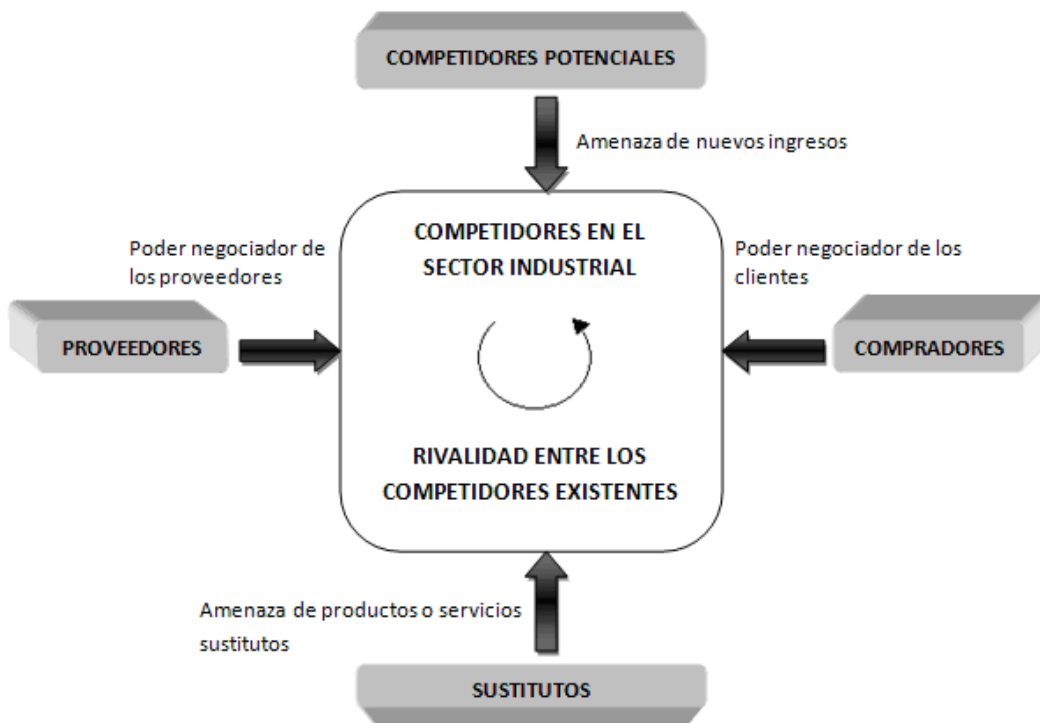 COMPETIDORES POTENCIALES
Amenaza de nuevos ingresos
COMPETIDORES EN EL
SECTOR INDUSTRIAL
Poder negociador de
los proveedores
Poder negociador de los
clientes
PROVEEDORES
COMPRADORES
RIVALIDAD ENTRE LOS
COMPETIDORES EXISTENTES
Amenaza de productos o servicios
sustitutos
SUSTITUTOS